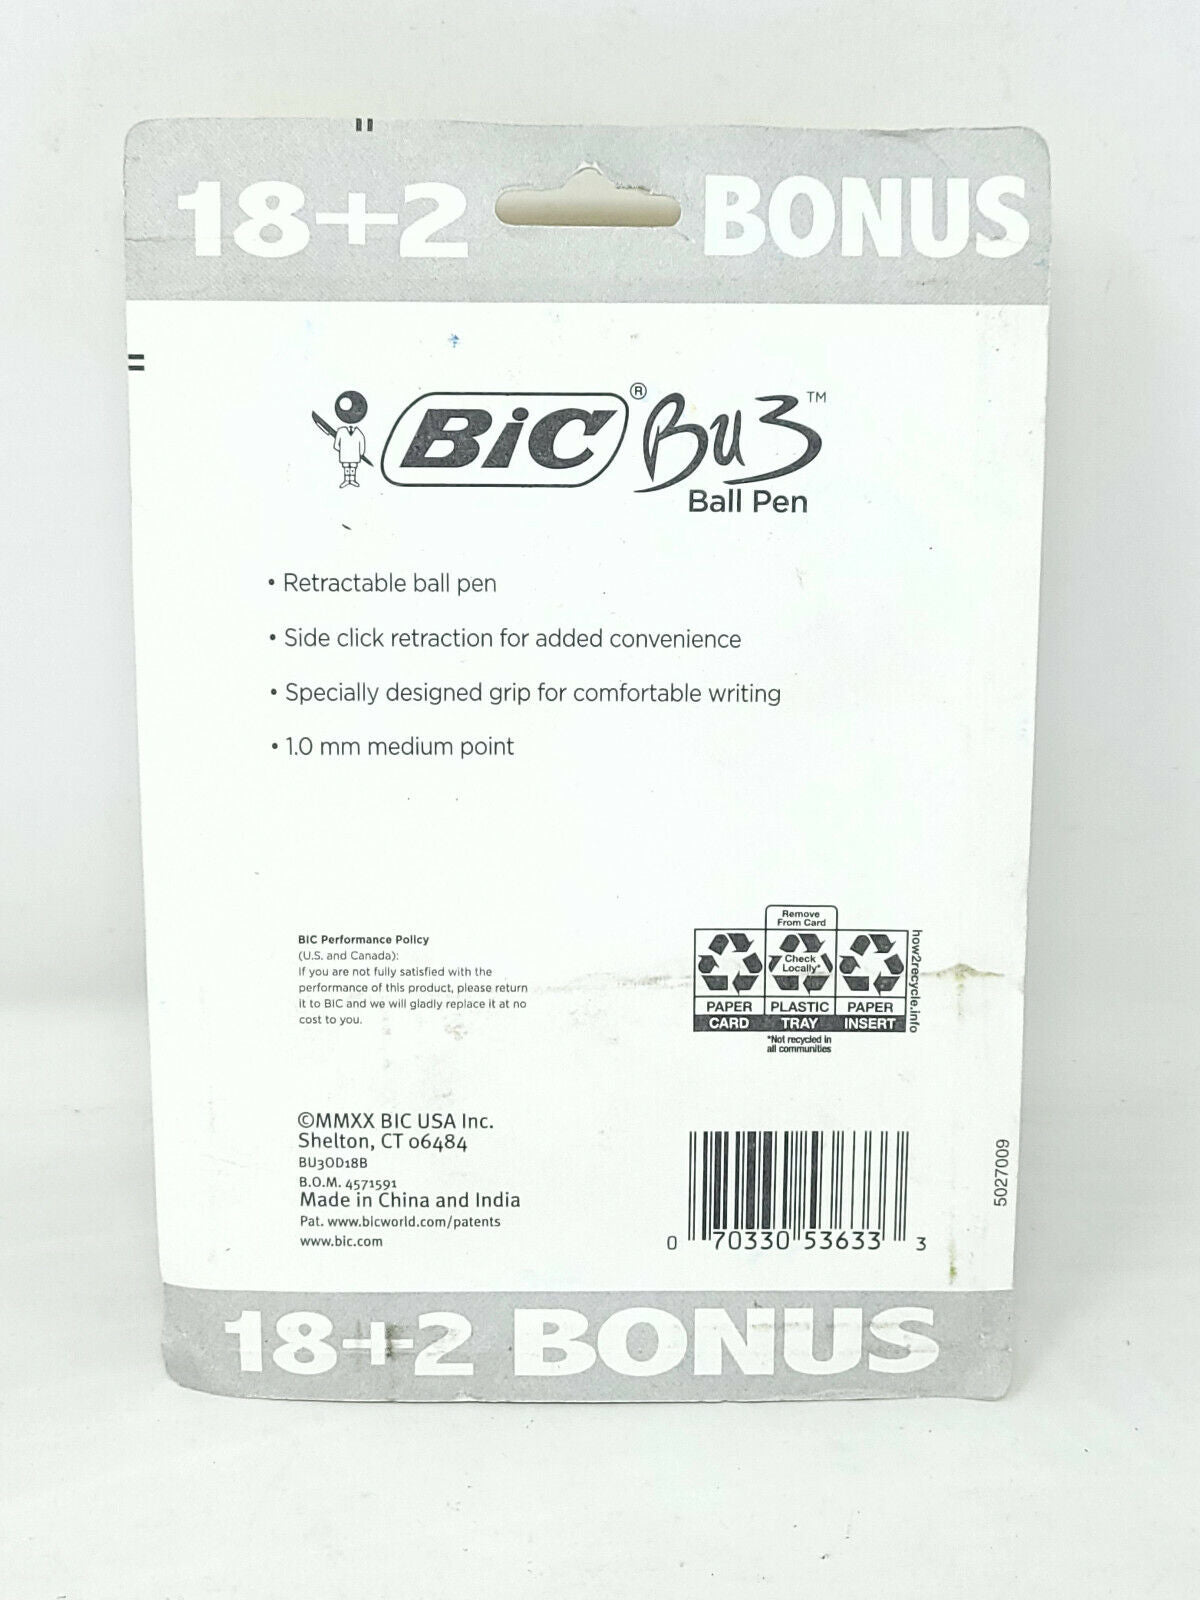 18+2 BONUS
BiC® Bu3™
Ball Pen
• Retractable ball pen
• Side click retraction for added convenience
• Specially designed grip for comfortable writing
• 1.0 mm medium point
BIC Performance Policy
(U.S. and Canada):
If you are not fully satisfied with the
performance of this product, please return
it to BIC and we will gladly replace it at no
cost to you.
Remove
From Card
Check
Locally*
PAPER PLASTIC PAPER
CARD TRAY INSERT
*Not recycled in
all communities
how2recycle.info
©MMXX BIC USA Inc.
Shelton, CT 06484
BU3OD18B
B.O.M. 4571591
Made in China and India
Pat. www.bicworld.com/patents
www.bic.com
0 70330 53633 3
5027009
18+2 BONUS